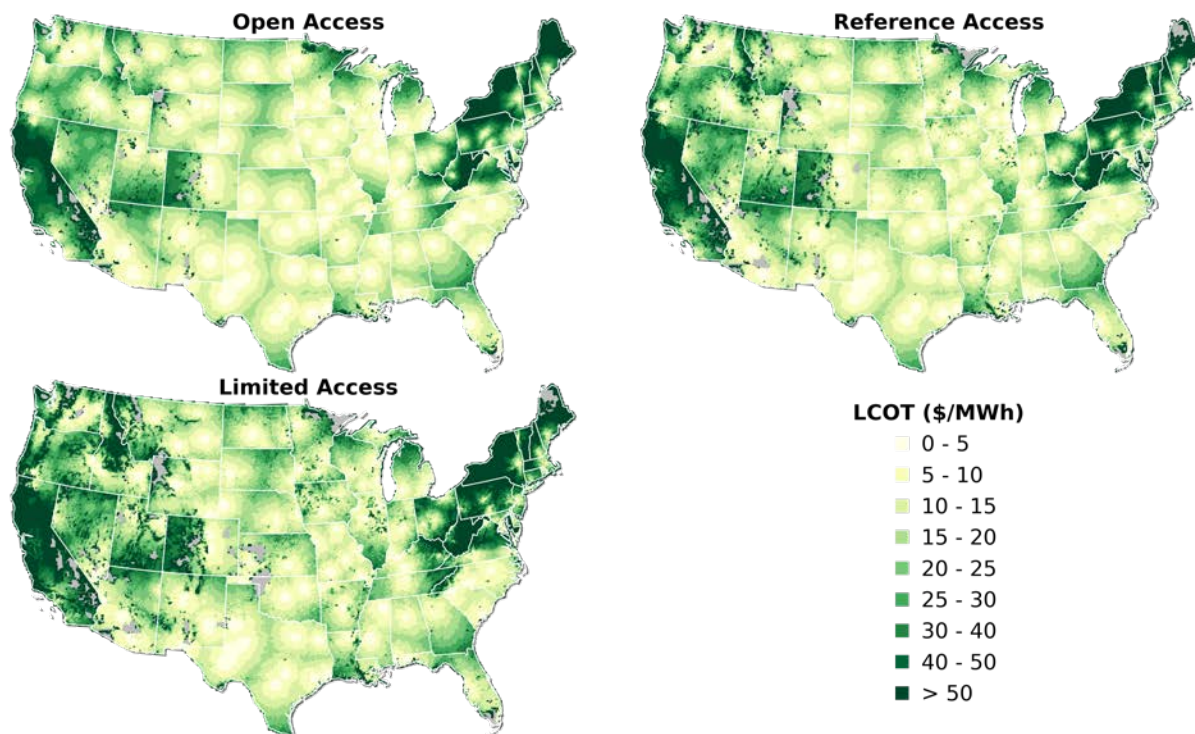 Open Access
Reference Access
Limited Access
LCOT ($/MWh)
0 - 5
5 - 10
10 - 15
15 - 20
20 - 25
25 - 30
30 - 40
40 - 50
> 50